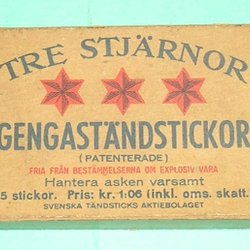 TRE STJÄRNOR
GENGASTÄNDSTICKOR
(PATENTERADE)
FRIA FRÅN BESTÄMMELSERNA OM EXPLOSIV VARA
Hantera asken varsamt
5 stickor. Pris: kr. 1:06 (inkl. oms. skatt.
SVENSKA TÄNDSTICKS AKTIEBOLAGET